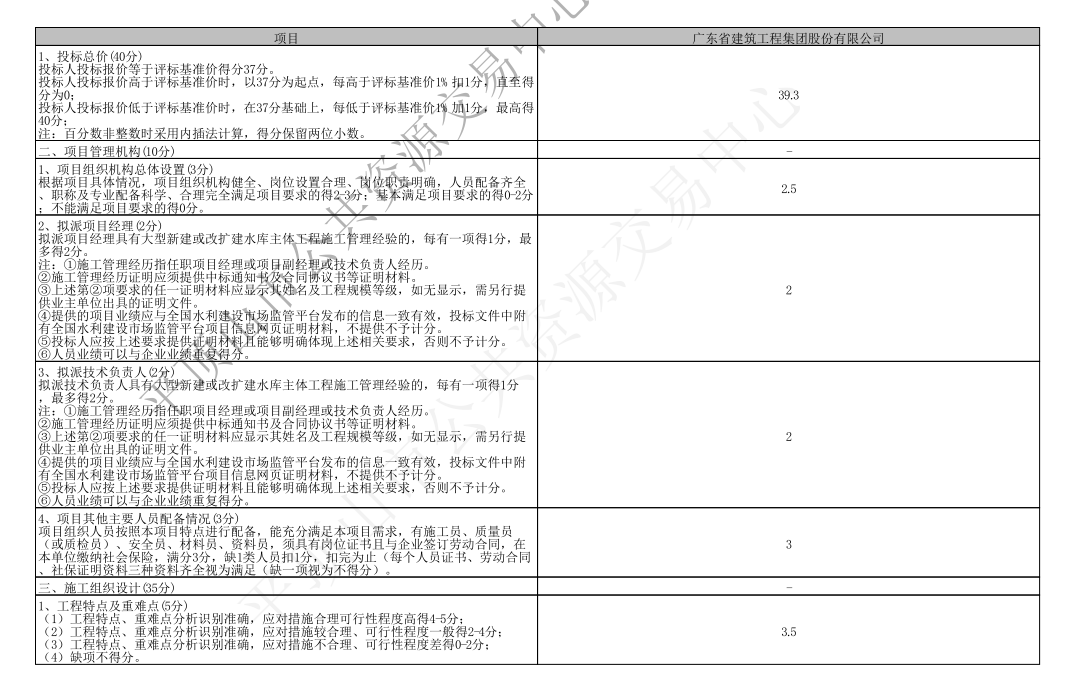 项目
广东省建筑工程集团股份有限公司
1、投标总价(40分)
投标人投标报价等于评标基准价得分37分。
投标人投标报价高于评标基准价时，以37分为起点，每高于评标基准价1% 扣1分，直至得
分为0;
投标人投标报价低于评标基准价时，在37分基础上，每低于评标基准价1% 加1分，最高得
40分；
注：百分数非整数时采用内插法计算，得分保留两位小数。
39.3
二、项目管理机构(10分)
-
1、项目组织机构总体设置(3分)
根据项目具体情况，项目组织机构健全、岗位设置合理、岗位职责明确，人员配备齐全
、职称及专业配备科学、合理完全满足项目要求的得2-3分；基本满足项目要求的得0-2分
；不能满足项目要求的得0分。
2.5
2、拟派项目经理(2分)
拟派项目经理具有大型新建或改扩建水库主体工程施工管理经验的，每有一项得1分，最
多得2分。
注：①施工管理经历指任职项目经理或项目副经理或技术负责人经历。
②施工管理经历证明应须提供中标通知书及合同协议书等证明材料。
③上述第②项要求的任一证明材料应显示其姓名及工程规模等级，如无显示，需另行提
供业主单位出具的证明文件。
④提供的项目业绩应与全国水利建设市场监管平台发布的信息一致有效，投标文件中附
有全国水利建设市场监管平台项目信息网页证明材料，不提供不予计分。
⑤投标人应按上述要求提供证明材料且能够明确体现上述相关要求，否则不予计分。
⑥人员业绩可以与企业业绩重复得分。
2
3、拟派技术负责人(2分)
拟派技术负责人具有大型新建或改扩建水库主体工程施工管理经验的，每有一项得1分
，最多得2分。
注：①施工管理经历指任职项目经理或项目副经理或技术负责人经历。
②施工管理经历证明应须提供中标通知书及合同协议书等证明材料。
③上述第②项要求的任一证明材料应显示其姓名及工程规模等级，如无显示，需另行提
供业主单位出具的证明文件。
④提供的项目业绩应与全国水利建设市场监管平台发布的信息一致有效，投标文件中附
有全国水利建设市场监管平台项目信息网页证明材料，不提供不予计分。
⑤投标人应按上述要求提供证明材料且能够明确体现上述相关要求，否则不予计分。
⑥人员业绩可以与企业业绩重复得分。
2
4、项目其他主要人员配备情况(3分)
项目组织人员按照本项目特点进行配备，能充分满足本项目需求，有施工员、质量员
（或质检员）、安全员、材料员、资料员，须具有岗位证书且与企业签订劳动合同，在
本单位缴纳社会保险，满分3分，缺1类人员扣1分，扣完为止（每个人员证书、劳动合同
、社保证明资料三种资料齐全视为满足（缺一项视为不得分）。
3
三、施工组织设计(35分)
-
1、工程特点及重难点(5分)
（1）工程特点、重难点分析识别准确，应对措施合理可行性程度高得4-5分；
（2）工程特点、重难点分析识别准确，应对措施较合理、可行性程度一般得2-4分；
（3）工程特点、重难点分析识别准确，应对措施不合理、可行性程度差得0-2分；
（4）缺项不得分。
3.5
平顶山市公共资源交易中心
平顶山市公共资源交易中心